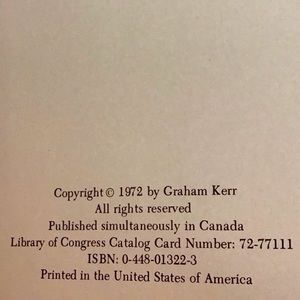 Copyright © 1972 by Graham Kerr
All rights reserved
Published simultaneously in Canada
Library of Congress Catalog Card Number: 72-77111
ISBN: 0-448-01322-3
Printed in the United States of America